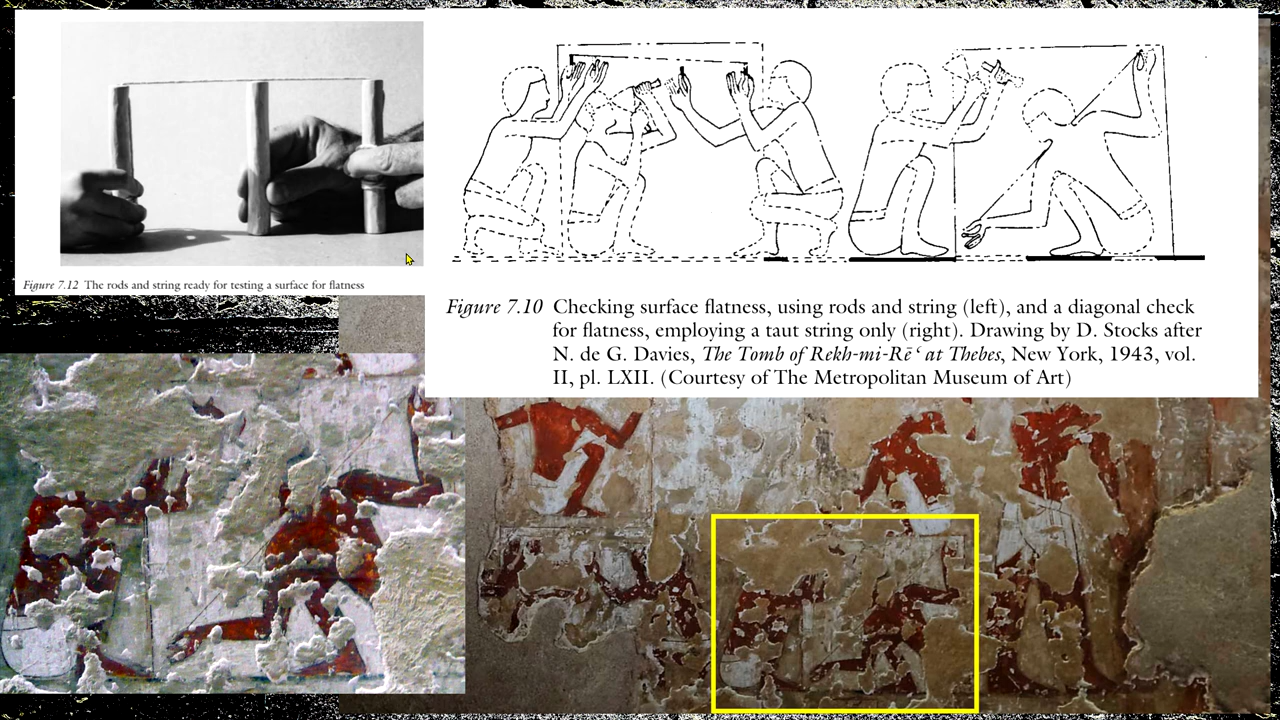 Figure 7.12 The rods and string ready for testing a surface for flatness
Figure 7.10 Checking surface flatness, using rods and string (left), and a diagonal check
for flatness, employing a taut string only (right). Drawing by D. Stocks after
N. de G. Davies, The Tomb of Rekh-mi-Rēʿ at Thebes, New York, 1943, vol.
II, pl. LXII. (Courtesy of The Metropolitan Museum of Art)